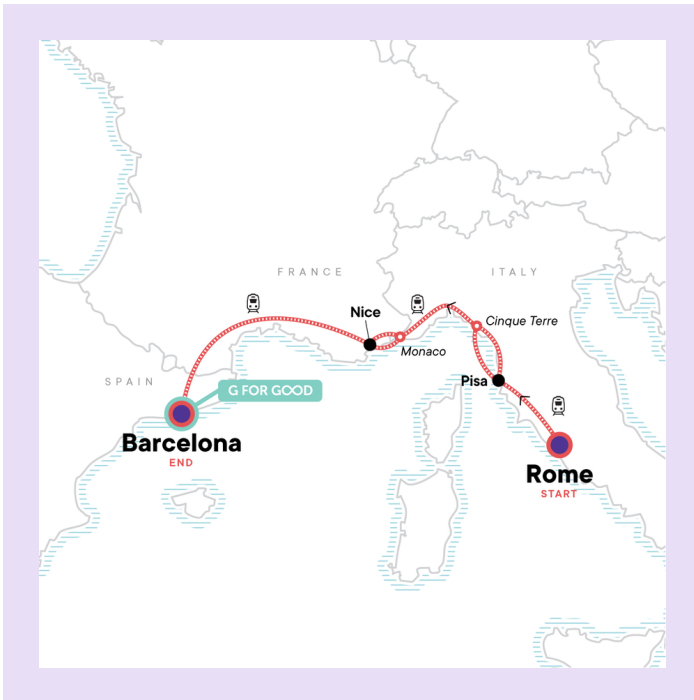 FRANCE
ITALY
Nice
Cinque Terre
Monaco
SPAIN
Pisa
G FOR GOOD
Barcelona
END
Rome
START